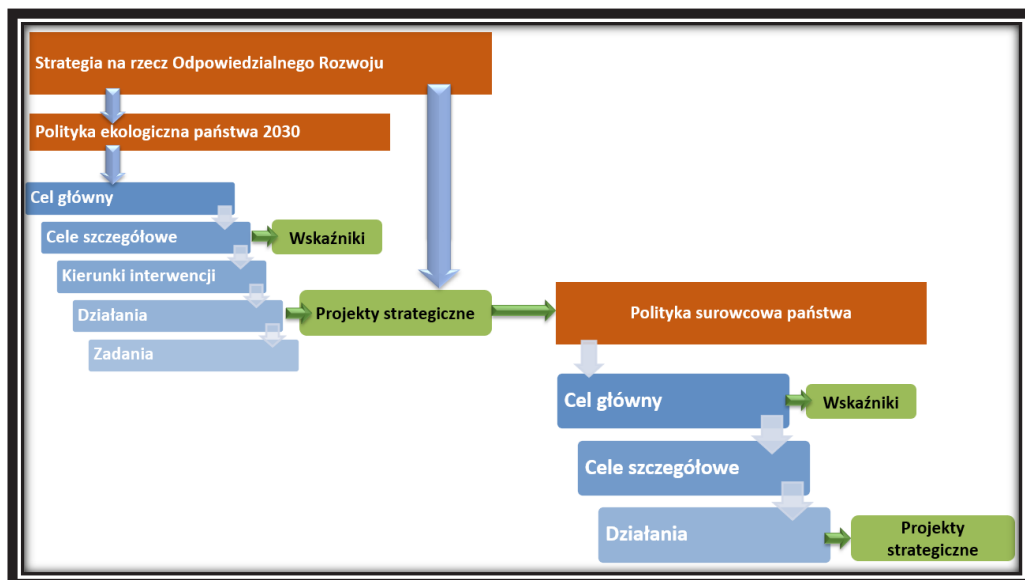 Strategia na rzecz Odpowiedzialnego Rozwoju
Polityka ekologiczna państwa 2030
Cel główny
Cele szczegółowe
Wskaźniki
Kierunki interwencji
Działania
Projekty strategiczne
Zadania
Polityka surowcowa państwa
Cel główny
Wskaźniki
Cele szczegółowe
Działania
Projekty
strategiczne